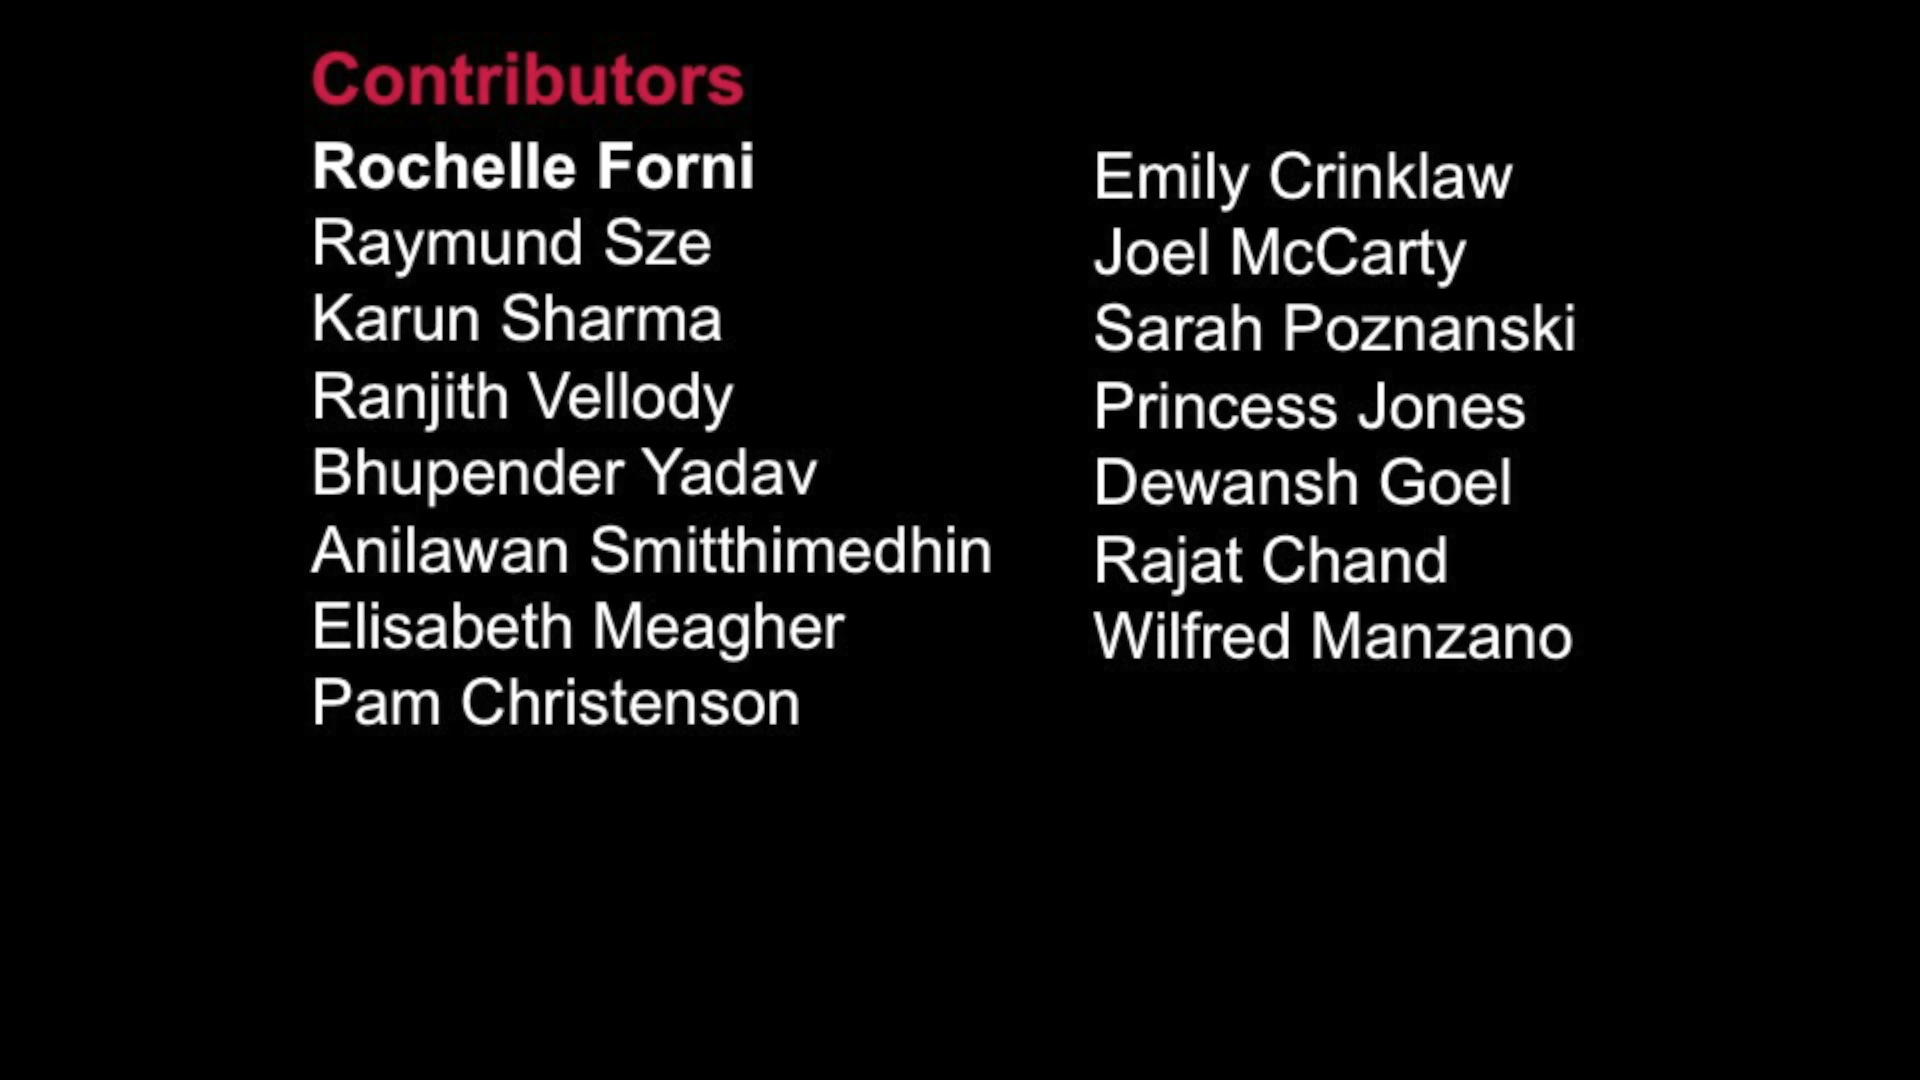 Contributors
Rochelle Forni
Raymund Sze
Karun Sharma
Ranjith Vellody
Bhupender Yadav
Anilawan Smitthimedhin
Elisabeth Meagher
Pam Christenson
Emily Crinklaw
Joel McCarty
Sarah Poznanski
Princess Jones
Dewansh Goel
Rajat Chand
Wilfred Manzano